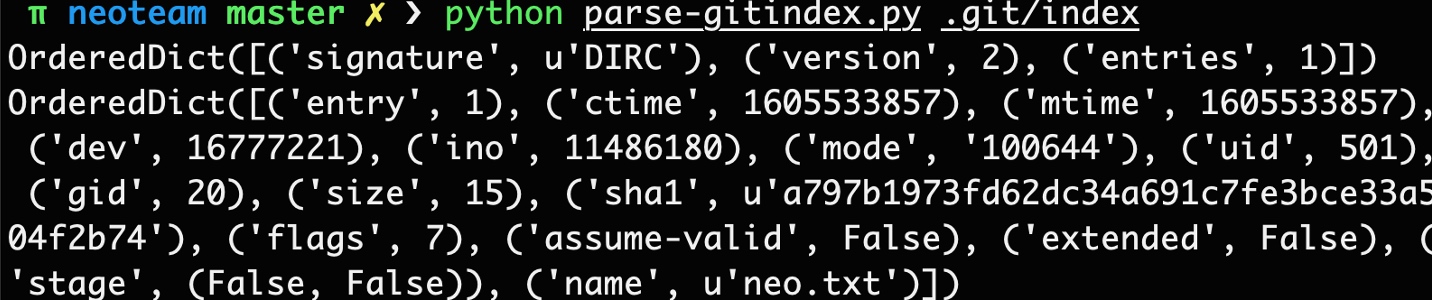 π neoteam master ✗ ❯ python parse-gitindex.py .git/index
OrderedDict([('signature', u'DIRC'), ('version', 2), ('entries', 1)])
OrderedDict([('entry', 1), ('ctime', 1605533857), ('mtime', 1605533857),
('dev', 16777221), ('ino', 11486180), ('mode', '100644'), ('uid', 501),
('gid', 20), ('size', 15), ('sha1', u'a797b1973fd62dc34a691c7fe3bce33a5
04f2b74'), ('flags', 7), ('assume-valid', False), ('extended', False), (
'stage', (False, False)), ('name', u'neo.txt')])